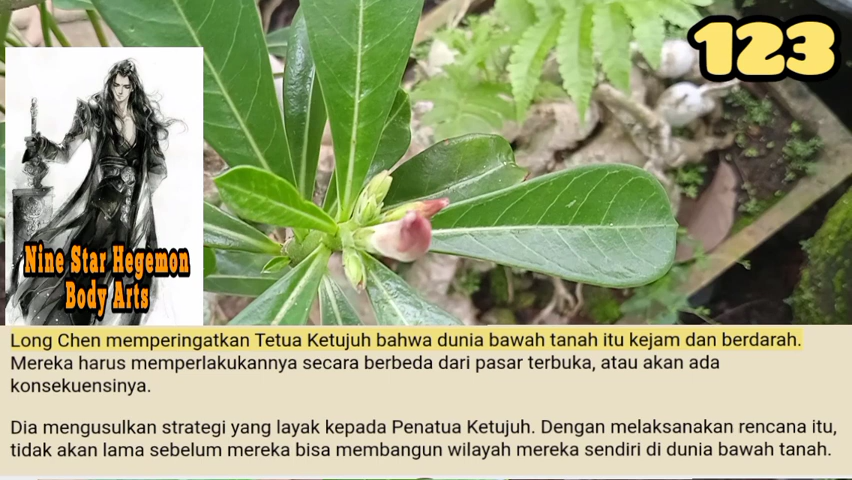 123
Nine Star Hegemon
Body Arts
Long Chen memperingatkan Tetua Ketujuh bahwa dunia bawah tanah itu kejam dan berdarah.
Mereka harus memperlakukannya secara berbeda dari pasar terbuka, atau akan ada
konsekuensinya.
Dia mengusulkan strategi yang layak kepada Penatua Ketujuh. Dengan melaksanakan rencana itu,
tidak akan lama sebelum mereka bisa membangun wilayah mereka sendiri di dunia bawah tanah.